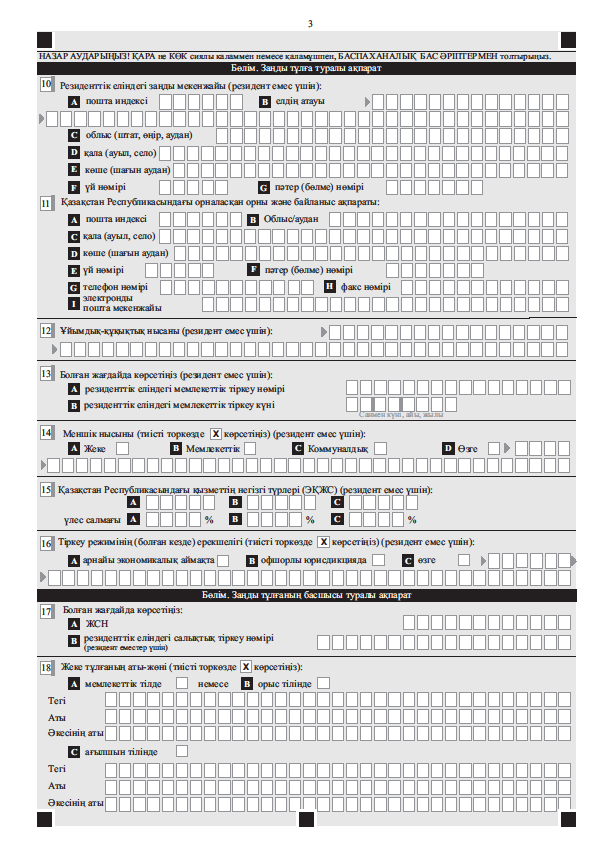 3
НАЗАР АУДАРЫҢЫЗ! ҚАРА не КӨК сиялы қаламмен немесе қаламұшпен, БАСПАХАНАЛЫҚ БАС ӘРІПТЕРМЕН толтырыңыз.
Бөлім. Заңды тұлға туралы ақпарат
10 Резиденттік еліндегі заңды мекенжайы (резидент емес үшін):
A пошта индексі B елдің атауы
C облыс (штат, өңір, аудан)
D қала (ауыл, село)
E көше (шағын аудан)
F үй нөмірі G пәтер (бөлме) нөмірі
11 Қазақстан Республикасындағы орналасқан орны және байланыс ақпараты:
A пошта индексі B Облыс/аудан
C қала (ауыл, село)
D көше (шағын аудан)
E үй нөмірі F пәтер (бөлме) нөмірі
G телефон нөмірі H факс нөмірі
I электронды
пошта мекенжайы
12 Ұйымдық-құқықтық нысаны (резидент емес үшін):
13 Болған жағдайда көрсетіңіз (резидент емес үшін):
A резиденттік еліндегі мемлекеттік тіркеу нөмірі
B резиденттік еліндегі мемлекеттік тіркеу күні
Санмен күні, айы, жылы
14 Меншік нысыны (тиісті торкөзде X көрсетіңіз) (резидент емес үшін):
A Жеке B Мемлекеттік C Коммуналдық D Өзге
15 Қазақстан Республикасындағы қызметтің негізгі түрлері (ЭҚЖС) (резидент емес үшін):
A B C
үлес салмағы A % B % C %
16 Тіркеу режимінің (болған кезде) ерекшелігі (тиісті торкөзде X көрсетіңіз) (резидент емес үшін):
A арнайы экономикалық аймақта B офшорлы юрисдикцияда C өзге
Бөлім. Заңды тұлғаның басшысы туралы ақпарат
17 Болған жағдайда көрсетіңіз:
A ЖСН
B резиденттік еліндегі салықтық тіркеу нөмірі
(резидент еместер үшін)
18 Жеке тұлғаның аты-жөні (тиісті торкөзде X көрсетіңіз):
A мемлекеттік тілде немесе B орыс тілінде
Тегі
Аты
Әкесінің аты
C ағылшын тілінде
Тегі
Аты
Әкесінің аты